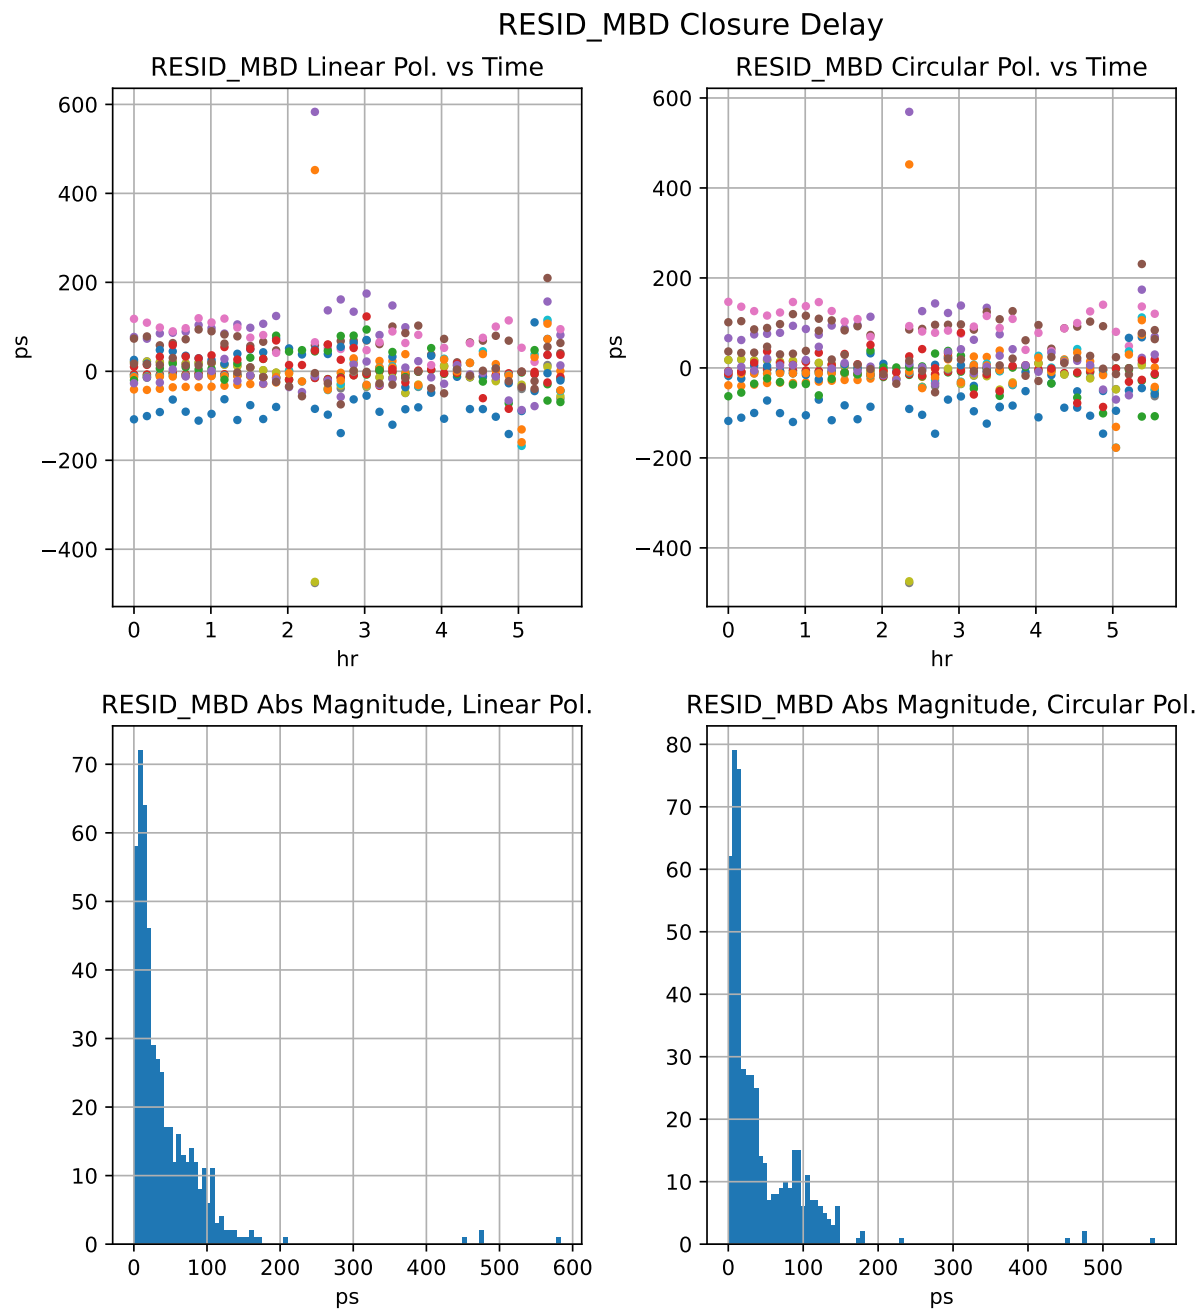 RESID_MBD Closure Delay
RESID_MBD Linear Pol. vs Time
600
400
200
0
−200
−400
ps
0 1 2 3 4 5
hr
RESID_MBD Circular Pol. vs Time
600
400
200
0
−200
−400
ps
0 1 2 3 4 5
hr
RESID_MBD Abs Magnitude, Linear Pol.
70
60
50
40
30
20
10
0
0 100 200 300 400 500 600
ps
RESID_MBD Abs Magnitude, Circular Pol.
80
70
60
50
40
30
20
10
0
0 100 200 300 400 500
ps